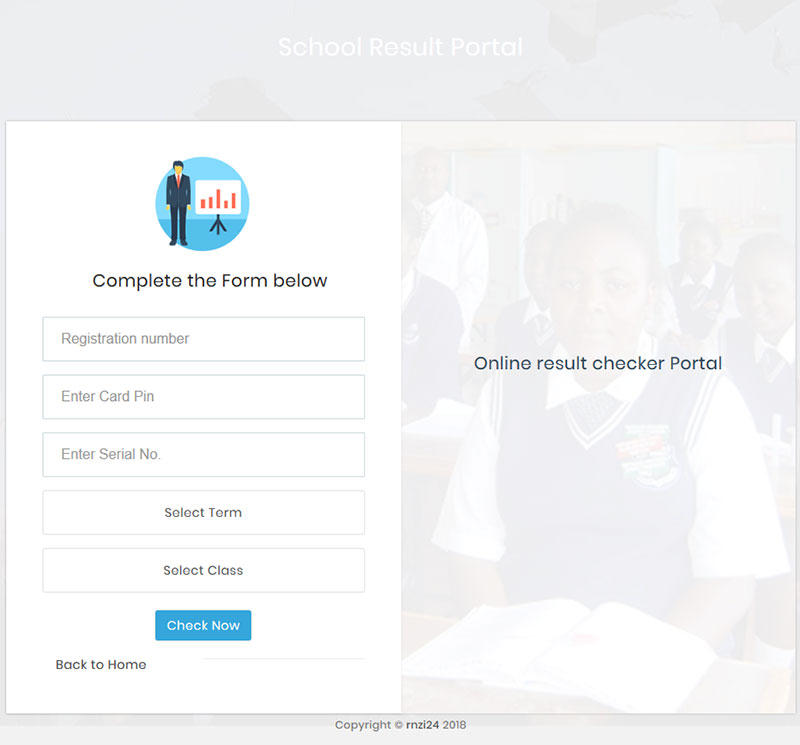 School Result Portal
Complete the Form below
Registration number
Enter Card Pin
Enter Serial No.
Select Term
Select Class
Check Now
Back to Home
Online result checker Portal
Copyright © rnzi24 2018